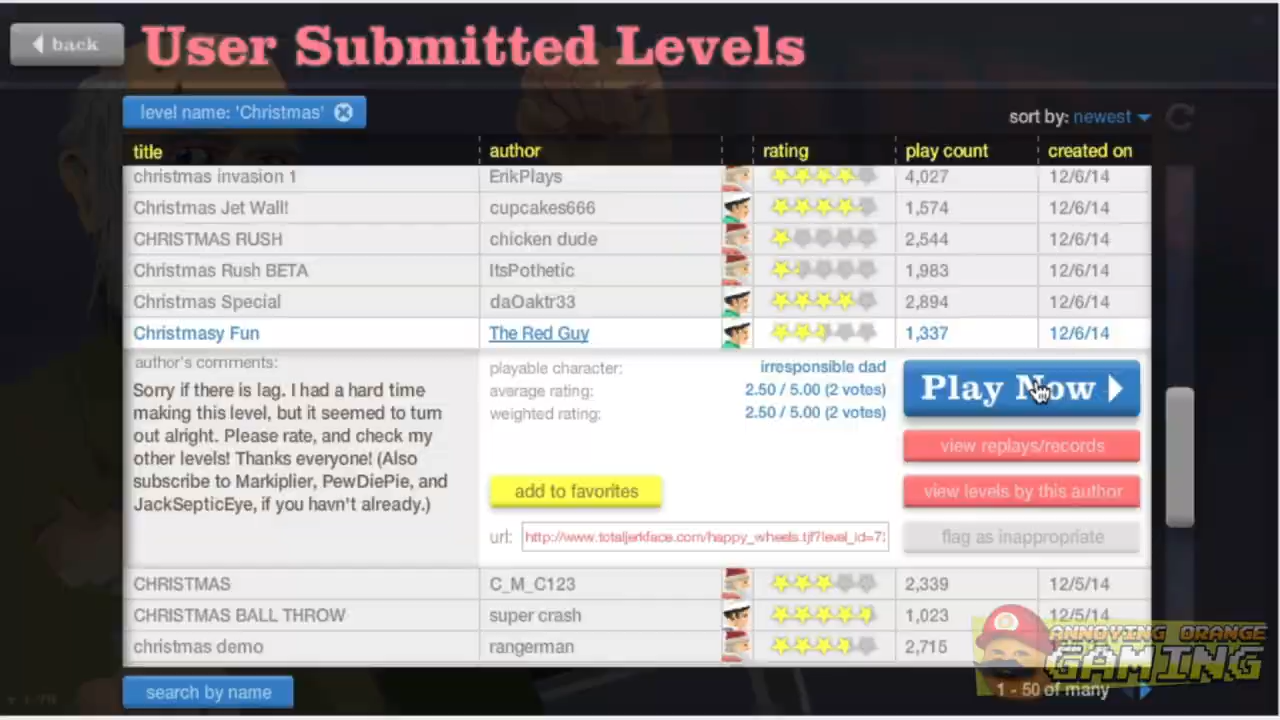 back
User Submitted Levels
level name: 'Christmas'
sort by: newest
title author rating play count created on
christmas invasion 1 ErikPlays 4,027 12/6/14
Christmas Jet Wall! cupcakes666 1,574 12/6/14
CHRISTMAS RUSH chicken dude 2,544 12/6/14
Christmas Rush BETA ItsPothetic 1,983 12/6/14
Christmas Special daOaktr33 2,894 12/6/14
Christmasy Fun The Red Guy 1,337 12/6/14
author's comments:
Sorry if there is lag. I had a hard time
making this level, but it seemed to turn
out alright. Please rate, and check my
other levels! Thanks everyone! (Also
subscribe to Markiplier, PewDiePie, and
JackSepticEye, if you havn't already.)
playable character: irresponsible dad
average rating: 2.50 / 5.00 (2 votes)
weighted rating: 2.50 / 5.00 (2 votes)
add to favorites
url: http://www.totaljerkface.com/happy_wheels.tjf?level_id=7
Play Now
view replays/records
view levels by this author
flag as inappropriate
CHRISTMAS C_M_C123 2,339 12/5/14
CHRISTMAS BALL THROW super crash 1,023 12/5/14
christmas demo rangerman 2,715
search by name
1 - 50 of many
ANNOYING ORANGE
GAMING